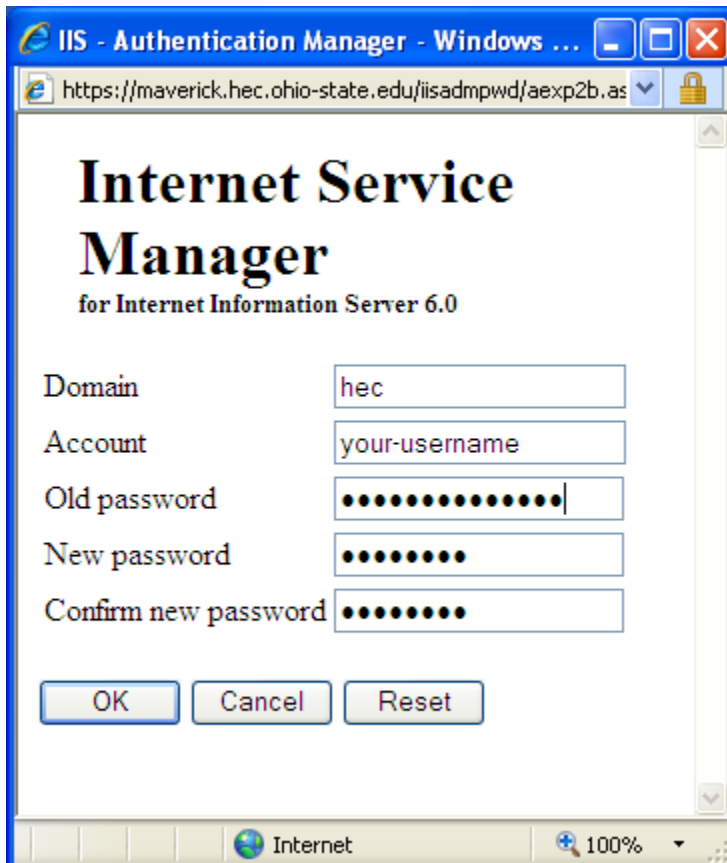 IIS - Authentication Manager - Windows ...
https://maverick.hec.ohio-state.edu/iisadmpwd/aexp2b.as
Internet Service
Manager
for Internet Information Server 6.0
Domain hec
Account your-username
Old password ●●●●●●●●●●●●●●
New password ●●●●●●●●
Confirm new password ●●●●●●●●
OK Cancel Reset
Internet 100%